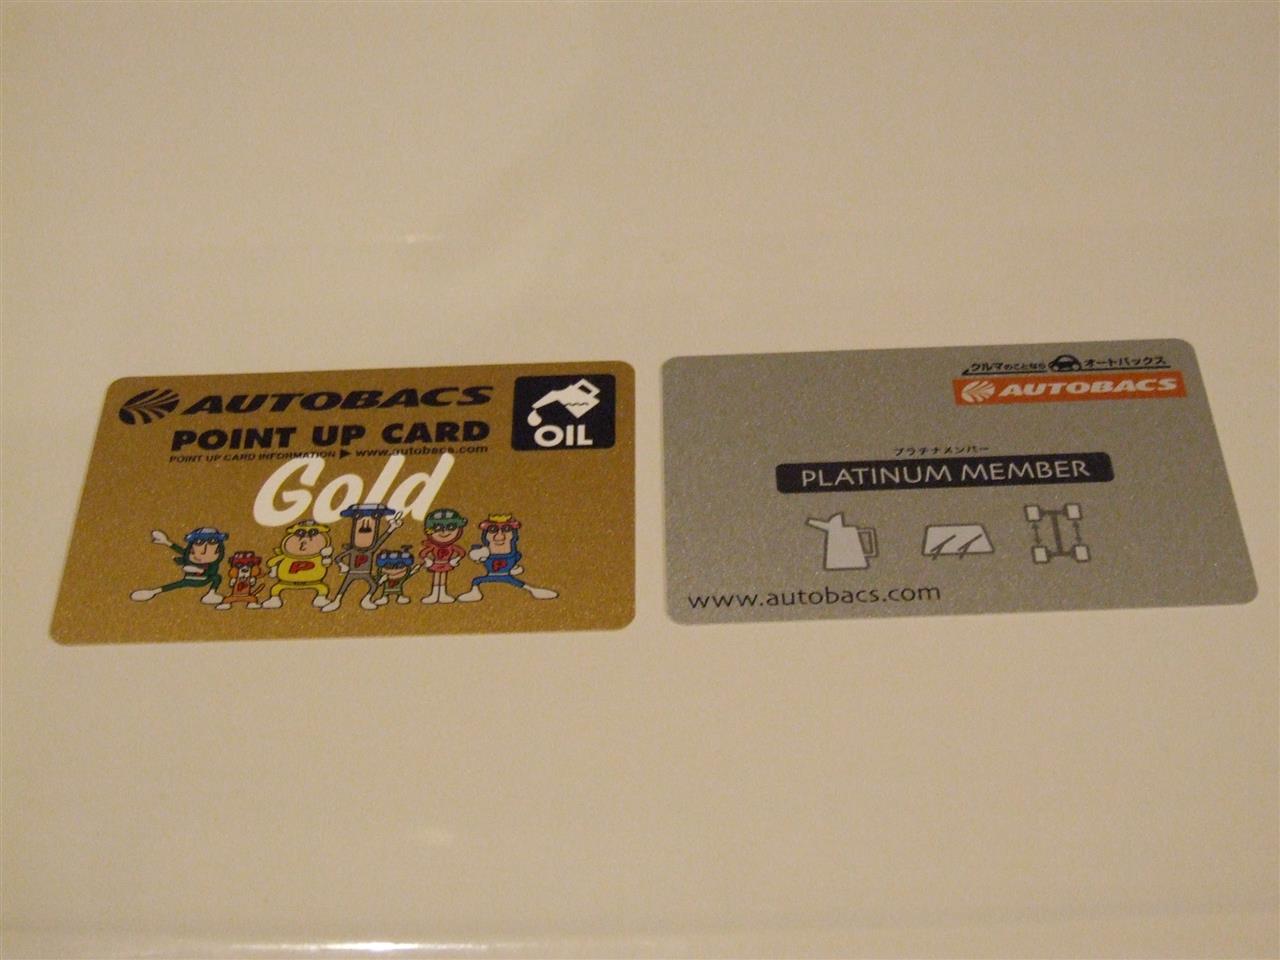 AUTOBACS
POINT UP CARD
POINT UP CARD INFORMATION ▶ www.autobacs.com
Gold
OIL
P P P P P P
クルマのことなら オートバックス
AUTOBACS
プラチナメンバー
PLATINUM MEMBER
www.autobacs.com